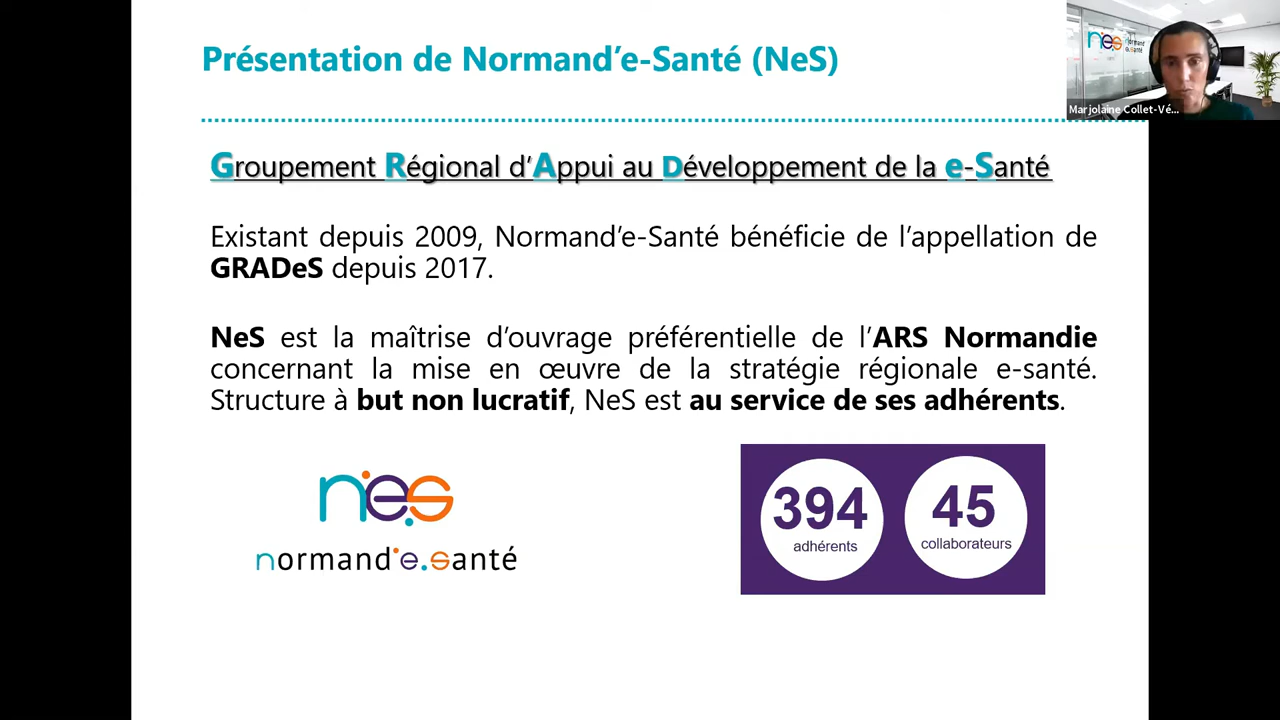 Présentation de Normand’e-Santé (NeS)
nes normand e.santé
Marjolaine Collet-Vé...
Groupement Régional d’Appui au Développement de la e-Santé
Existant depuis 2009, Normand’e-Santé bénéficie de l’appellation de
GRADeS depuis 2017.
NeS est la maîtrise d’ouvrage préférentielle de l’ARS Normandie
concernant la mise en œuvre de la stratégie régionale e-santé.
Structure à but non lucratif, NeS est au service de ses adhérents.
nes
normand'e.santé
394
adhérents
45
collaborateurs